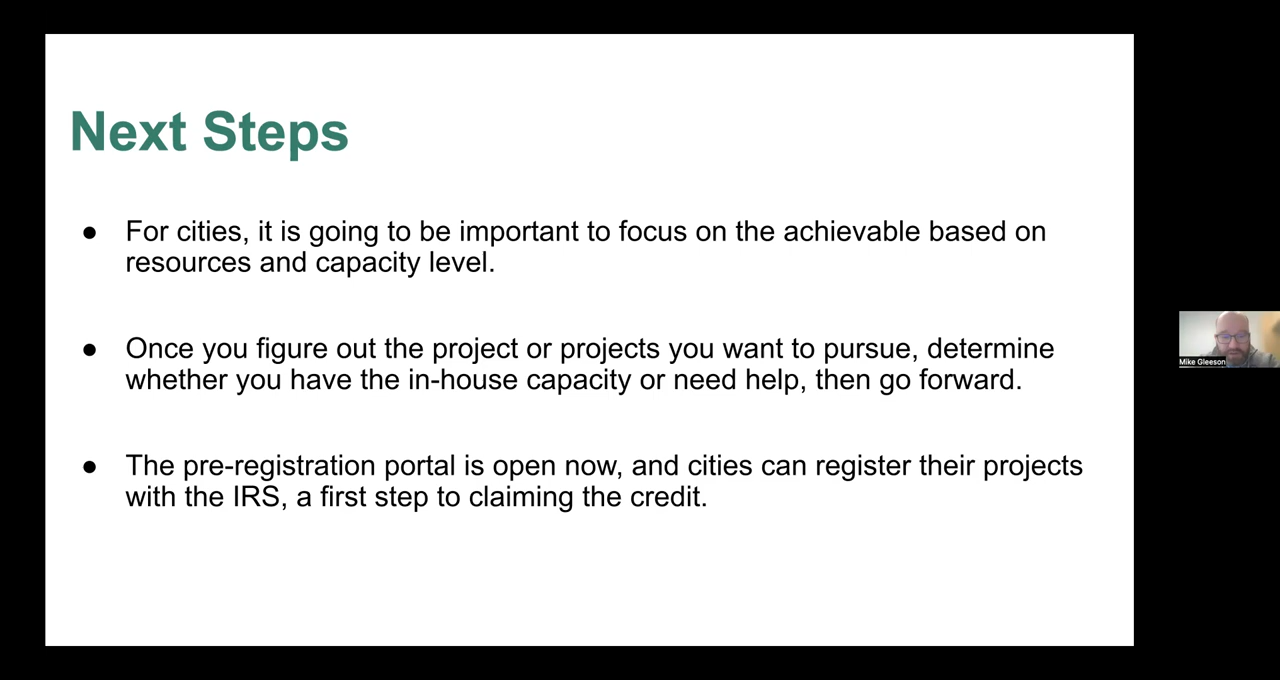 Next Steps
● For cities, it is going to be important to focus on the achievable based on
resources and capacity level.
● Once you figure out the project or projects you want to pursue, determine
whether you have the in-house capacity or need help, then go forward.
● The pre-registration portal is open now, and cities can register their projects
with the IRS, a first step to claiming the credit.
Mike Gleeson